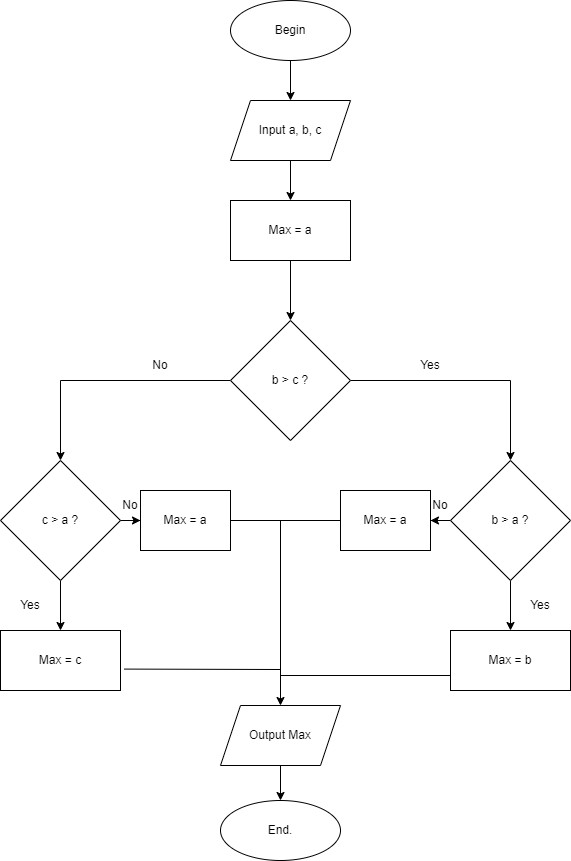 Begin
Input a, b, c
Max = a
b > c ?
No
Yes
c > a ?
No
Max = a
Max = a
No
b > a ?
Yes
Yes
Max = c
Max = b
Output Max
End.